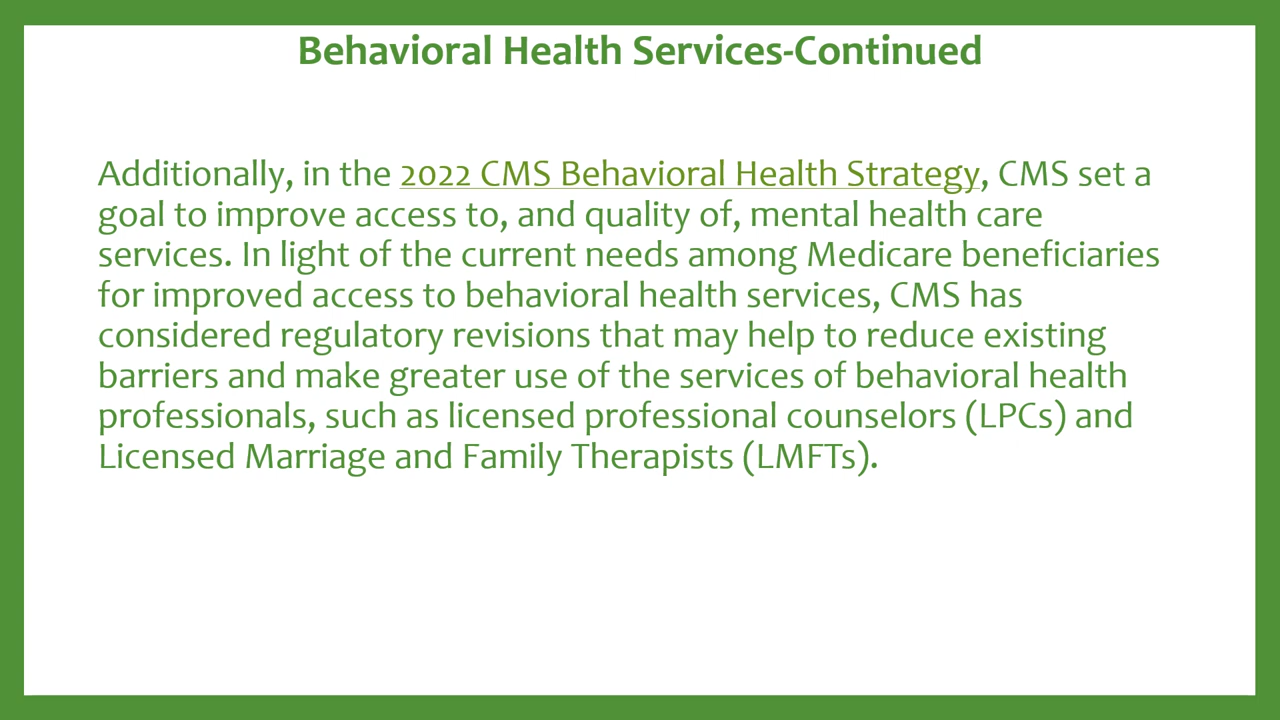 Behavioral Health Services-Continued
Additionally, in the 2022 CMS Behavioral Health Strategy, CMS set a
goal to improve access to, and quality of, mental health care
services. In light of the current needs among Medicare beneficiaries
for improved access to behavioral health services, CMS has
considered regulatory revisions that may help to reduce existing
barriers and make greater use of the services of behavioral health
professionals, such as licensed professional counselors (LPCs) and
Licensed Marriage and Family Therapists (LMFTs).